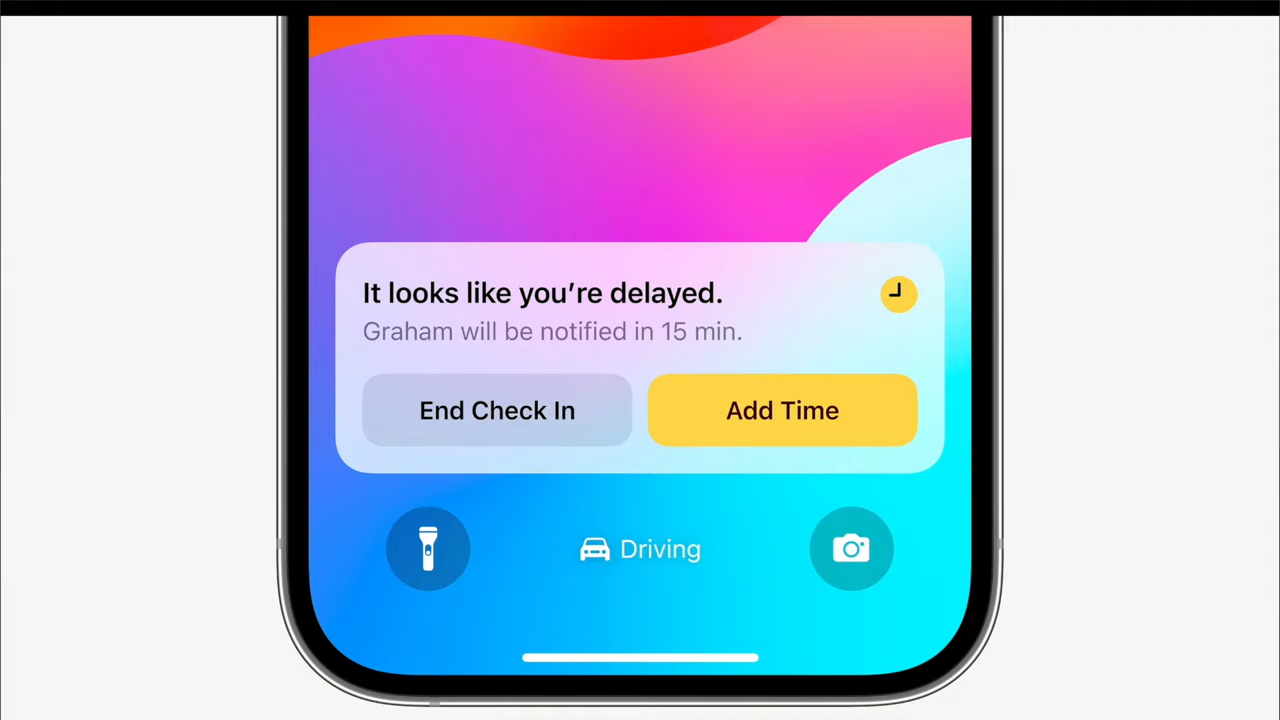 It looks like you’re delayed.
Graham will be notified in 15 min.
End Check In
Add Time
Driving